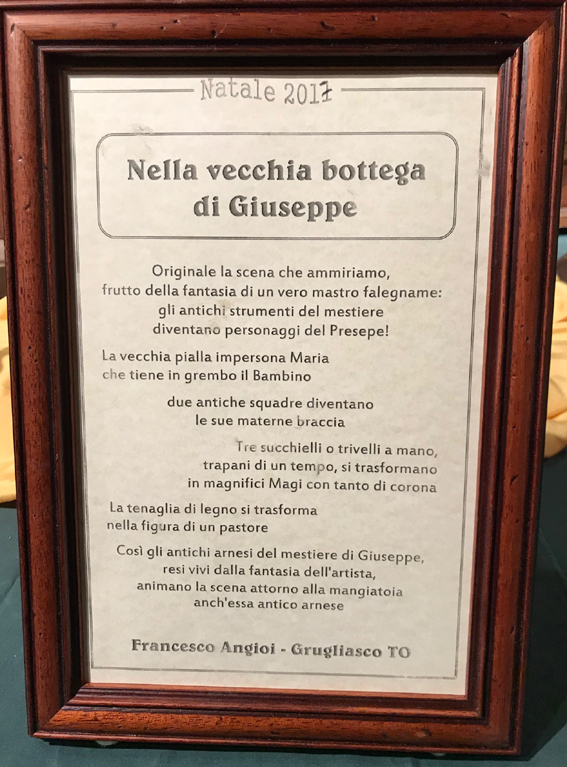 Natale 2017
Nella vecchia bottega
di Giuseppe
Originale la scena che ammiriamo,
frutto della fantasia di un vero mastro falegname:
gli antichi strumenti del mestiere
diventano personaggi del Presepe!
La vecchia pialla impersona Maria
che tiene in grembo il Bambino
due antiche squadre diventano
le sue materne braccia
Tre succhielli o trivelli a mano,
trapani di un tempo, si trasformano
in magnifici Magi con tanto di corona
La tenaglia di legno si trasforma
nella figura di un pastore
Così gli antichi arnesi del mestiere di Giuseppe,
resi vivi dalla fantasia dell'artista,
animano la scena attorno alla mangiatoia
anch'essa antico arnese
Francesco Angioi - Grugliasco TO